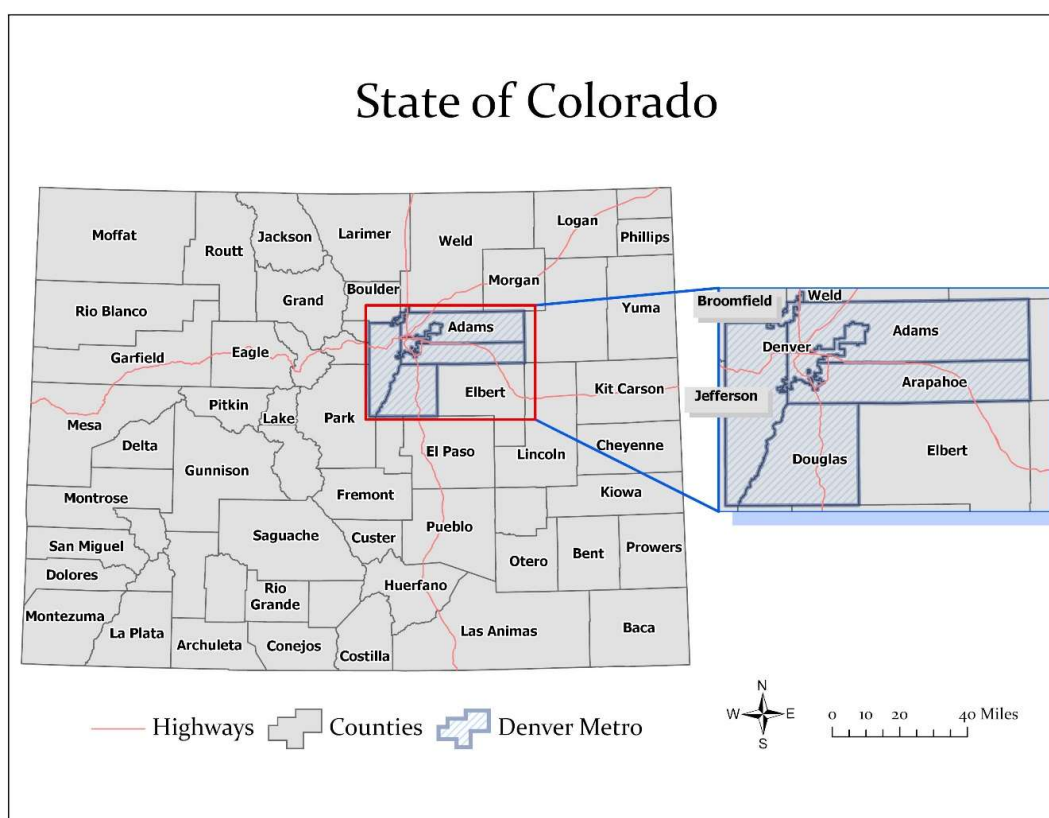 State of Colorado
Moffat
Routt
Jackson
Larimer
Weld
Logan
Phillips
Rio Blanco
Grand
Boulder
Morgan
Yuma
Garfield
Eagle
Adams
Mesa
Pitkin
Lake
Park
Elbert
Kit Carson
Delta
Gunnison
El Paso
Lincoln
Cheyenne
Montrose
Fremont
Kiowa
San Miguel
Saguache
Custer
Pueblo
Otero
Bent
Prowers
Dolores
Rio
Grande
Huerfano
Montezuma
La Plata
Archuleta
Conejos
Costilla
Las Animas
Baca
Broomfield
Weld
Denver
Adams
Jefferson
Arapahoe
Douglas
Elbert
Highways
Counties
Denver Metro
N
W E
S
0 10 20 40 Miles